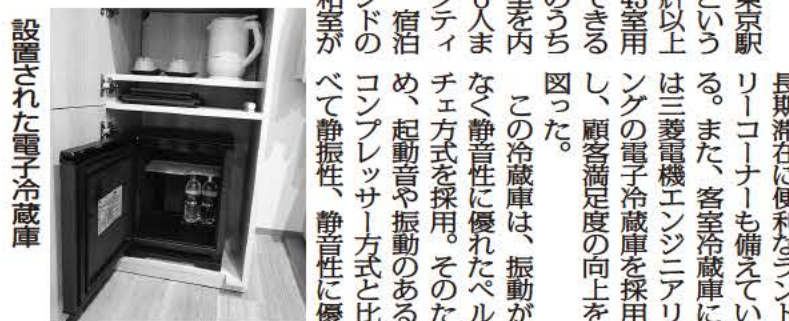 東京駅
という
以上
室用
できる
のうち
室を内
人ま
ティ
宿泊
ンドの
和室が
長期滞在に便利なランド
リーコーナーも備えてい
る。また、客室冷蔵庫に
は三菱電機エンジニアリ
ングの電子冷蔵庫を採用
し、顧客満足度の向上を
図った。
この冷蔵庫は、振動が
なく静音性に優れたペル
チェ方式を採用。そのた
め、起動音や振動のある
コンプレッサー方式と比
べて静振性、静音性に優
設置された電子冷蔵庫